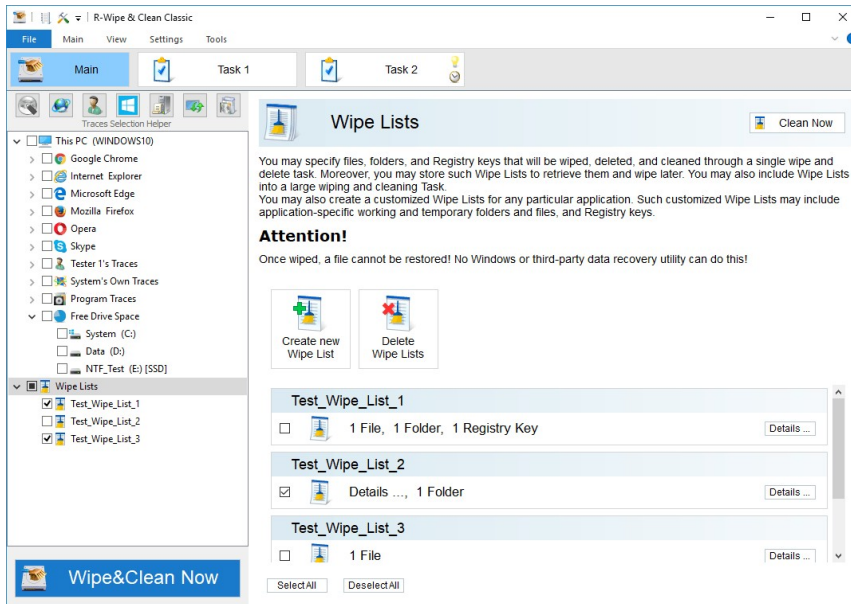 R-Wipe & Clean Classic
File Main View Settings Tools
Main Task 1 Task 2
Traces Selection Helper
This PC (WINDOWS10)
Google Chrome
Internet Explorer
Microsoft Edge
Mozilla Firefox
Opera
Skype
Tester 1's Traces
System's Own Traces
Program Traces
Free Drive Space
System (C:)
Data (D:)
NTF_Test (E:) [SSD]
Wipe Lists
Test_Wipe_List_1
Test_Wipe_List_2
Test_Wipe_List_3
Wipe&Clean Now
Wipe Lists
Clean Now
You may specify files, folders, and Registry keys that will be wiped, deleted, and cleaned through a single wipe and
delete task. Moreover, you may store such Wipe Lists to retrieve them and wipe later. You may also include Wipe Lists
into a large wiping and cleaning Task.
You may also create a customized Wipe Lists for any particular application. Such customized Wipe Lists may include
application-specific working and temporary folders and files, and Registry keys.
Attention!
Once wiped, a file cannot be restored! No Windows or third-party data recovery utility can do this!
Create new
Wipe List
Delete
Wipe Lists
Test_Wipe_List_1
1 File, 1 Folder, 1 Registry Key
Details ...
Test_Wipe_List_2
Details ..., 1 Folder
Details ...
Test_Wipe_List_3
1 File
Details ...
Select All Deselect All